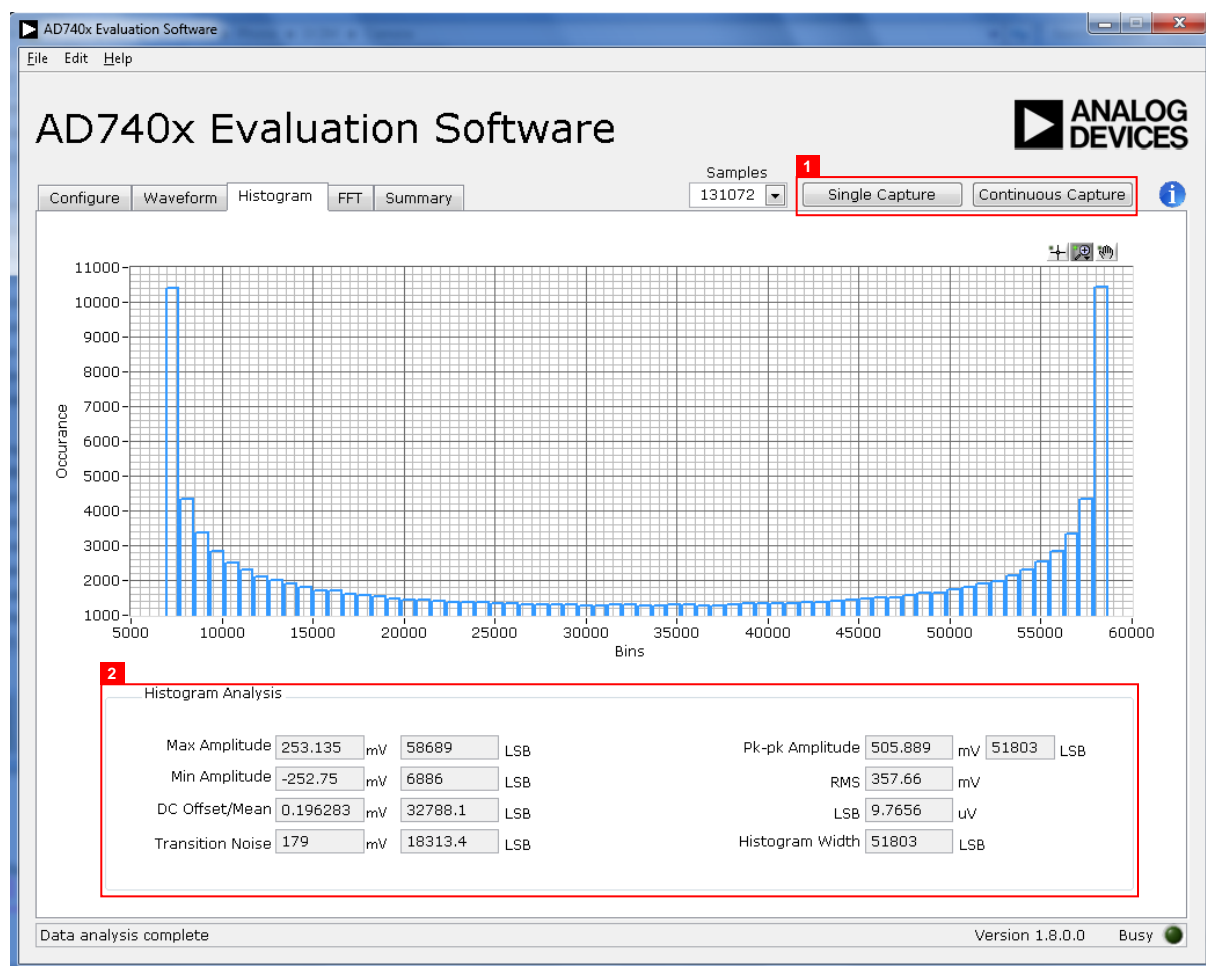 AD740x Evaluation Software
File Edit Help
AD740x Evaluation Software
ANALOG
DEVICES
Samples
1
Configure Waveform Histogram FFT Summary 131072 Single Capture Continuous Capture i
11000
10000
9000
8000
7000
6000
5000
4000
3000
2000
1000
Occurance
5000 10000 15000 20000 25000 30000 35000 40000 45000 50000 55000 60000
Bins
2
Histogram Analysis
Max Amplitude 253.135 mV 58689 LSB Pk-pk Amplitude 505.889 mV 51803 LSB
Min Amplitude -252.75 mV 6886 LSB RMS 357.66 mV
DC Offset/Mean 0.196283 mV 32788.1 LSB LSB 9.7656 uV
Transition Noise 179 mV 18313.4 LSB Histogram Width 51803 LSB
Data analysis complete Version 1.8.0.0 Busy